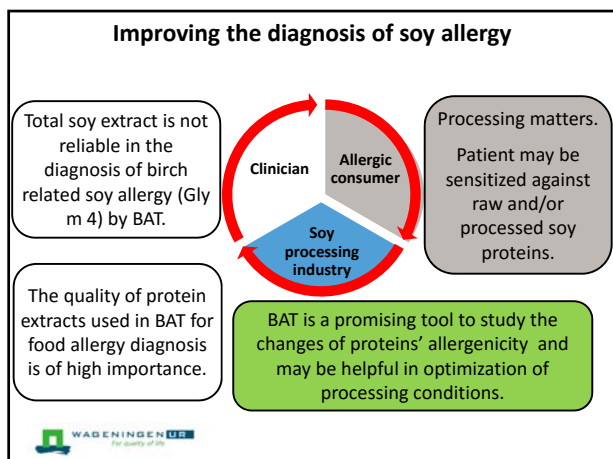 Improving the diagnosis of soy allergy
Total soy extract is not
reliable in the
diagnosis of birch
related soy allergy (Gly
m 4) by BAT.
Clinician
Allergic
consumer
Soy
processing
industry
Processing matters.
Patient may be
sensitized against
raw and/or
processed soy
proteins.
The quality of protein
extracts used in BAT for
food allergy diagnosis
is of high importance.
BAT is a promising tool to study the
changes of proteins’ allergenicity and
may be helpful in optimization of
processing conditions.
WAGENINGEN UR
For quality of life